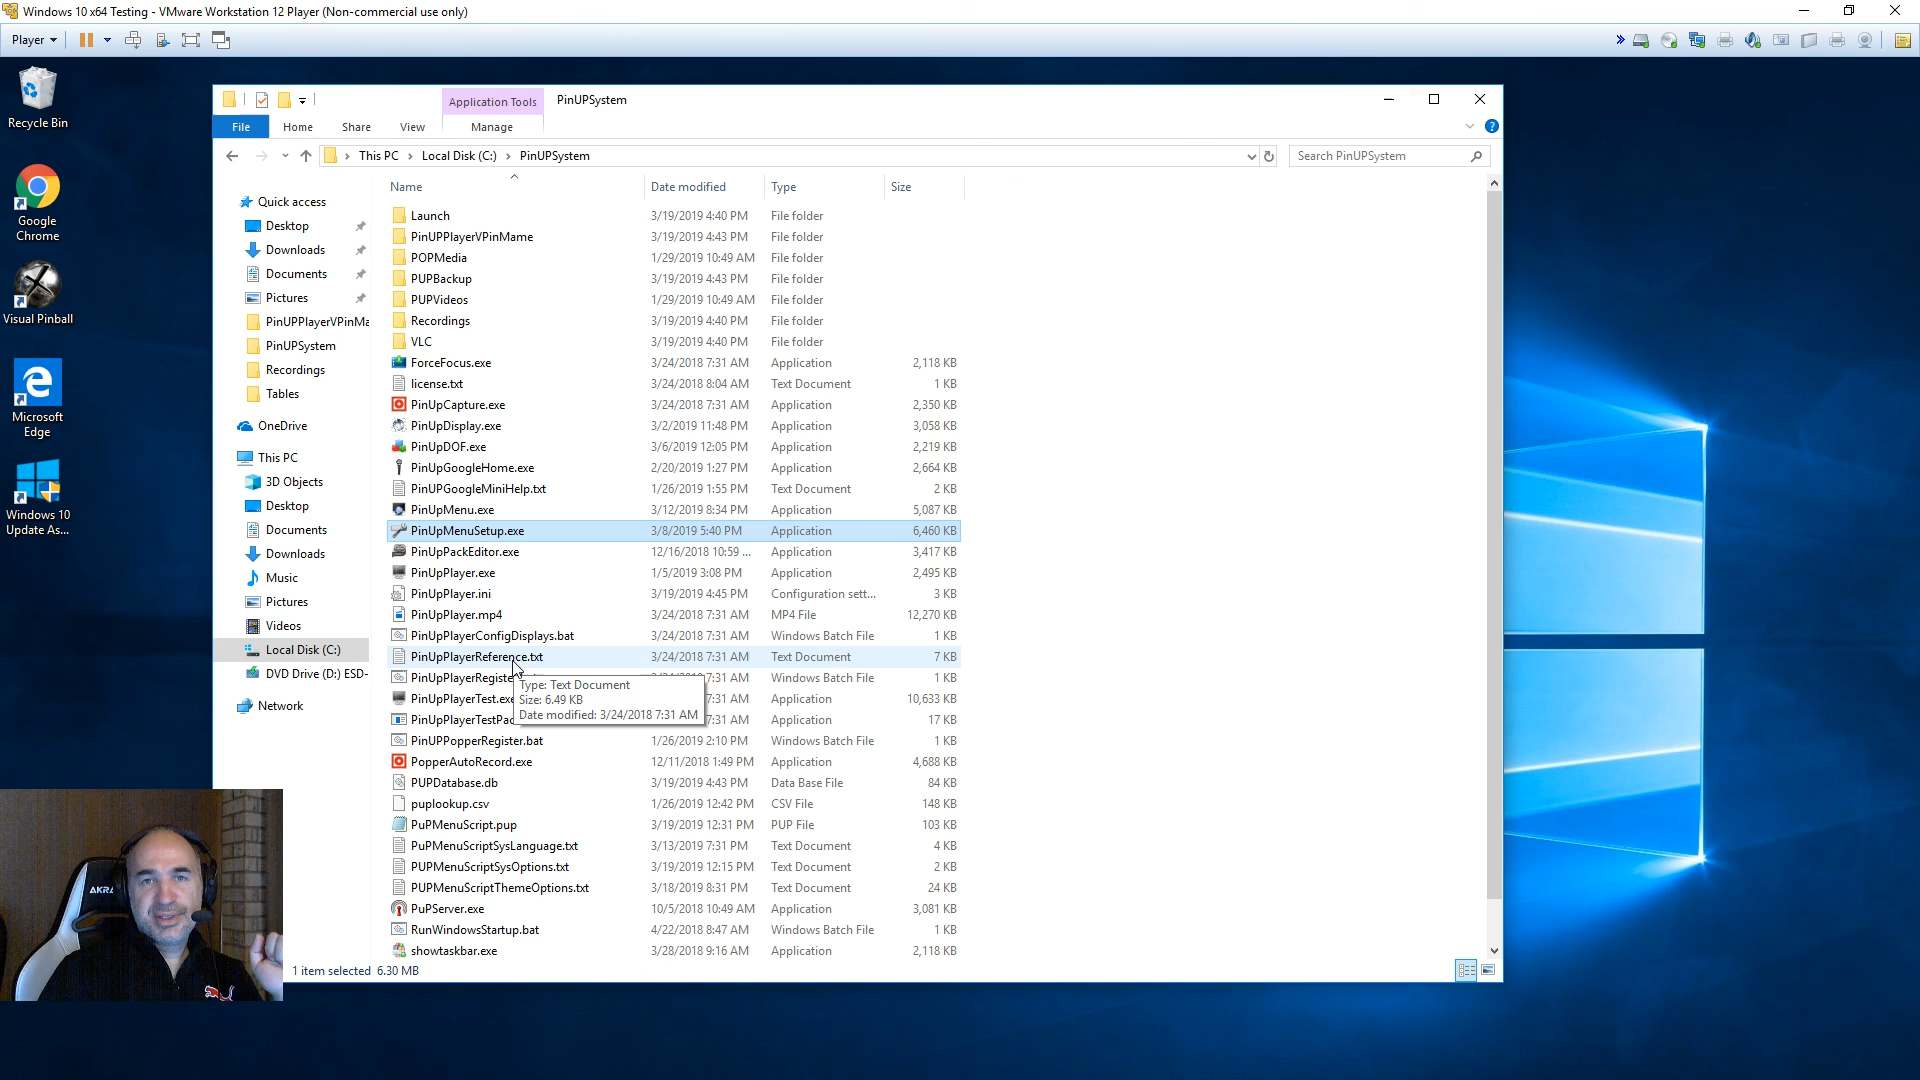 Windows 10 x64 Testing - VMware Workstation 12 Player (Non-commercial use only)
Player
Recycle Bin
Google
Chrome
Visual Pinball
Microsoft
Edge
Windows 10
Update As...
Application Tools
PinUPSystem
File
Home
Share
View
Manage
This PC
Local Disk (C:)
PinUPSystem
Search PinUPSystem
Name
Date modified
Type
Size
Quick access
Desktop
Downloads
Documents
Pictures
PinUPPlayerVPinMa
PinUPSystem
Recordings
Tables
OneDrive
This PC
3D Objects
Desktop
Documents
Downloads
Music
Pictures
Videos
Local Disk (C:)
DVD Drive (D:) ESD-
Network
Launch 3/19/2019 4:40 PM File folder
PinUPPlayerVPinMame 3/19/2019 4:43 PM File folder
POPMedia 1/29/2019 10:49 AM File folder
PUPBackup 3/19/2019 4:43 PM File folder
PUPVideos 1/29/2019 10:49 AM File folder
Recordings 3/19/2019 4:40 PM File folder
VLC 3/19/2019 4:40 PM File folder
ForceFocus.exe 3/24/2018 7:31 AM Application 2,118 KB
license.txt 3/24/2018 8:04 AM Text Document 1 KB
PinUpCapture.exe 3/24/2018 7:31 AM Application 2,350 KB
PinUpDisplay.exe 3/2/2019 11:48 PM Application 3,058 KB
PinUpDOF.exe 3/6/2019 12:05 PM Application 2,219 KB
PinUpGoogleHome.exe 2/20/2019 1:27 PM Application 2,664 KB
PinUPGoogleMiniHelp.txt 1/26/2019 1:55 PM Text Document 2 KB
PinUpMenu.exe 3/12/2019 8:34 PM Application 5,087 KB
PinUpMenuSetup.exe 3/8/2019 5:40 PM Application 6,460 KB
PinUpPackEditor.exe 12/16/2018 10:59 ... Application 3,417 KB
PinUpPlayer.exe 1/5/2019 3:08 PM Application 2,495 KB
PinUpPlayer.ini 3/19/2019 4:45 PM Configuration sett... 3 KB
PinUpPlayer.mp4 3/24/2018 7:31 AM MP4 File 12,270 KB
PinUpPlayerConfigDisplays.bat 3/24/2018 7:31 AM Windows Batch File 1 KB
PinUpPlayerReference.txt 3/24/2018 7:31 AM Text Document 7 KB
PinUpPlayerRegiste 7:31 AM Windows Batch File 1 KB
PinUpPlayerTest.exe 7:31 AM Application 10,633 KB
PinUpPlayerTestPac 7:31 AM Application 17 KB
Type: Text Document
Size: 6.49 KB
Date modified: 3/24/2018 7:31 AM
PinUPPopperRegister.bat 1/26/2019 2:10 PM Windows Batch File 1 KB
PopperAutoRecord.exe 12/11/2018 1:49 PM Application 4,688 KB
PUPDatabase.db 3/19/2019 4:43 PM Data Base File 84 KB
puplookup.csv 1/26/2019 12:42 PM CSV File 148 KB
PuPMenuScript.pup 3/19/2019 12:31 PM PUP File 103 KB
PuPMenuScriptSysLanguage.txt 3/13/2019 7:31 PM Text Document 4 KB
PUPMenuScriptSysOptions.txt 3/19/2019 12:15 PM Text Document 2 KB
PUPMenuScriptThemeOptions.txt 3/18/2019 8:31 PM Text Document 24 KB
PuPServer.exe 10/5/2018 10:49 AM Application 3,081 KB
RunWindowsStartup.bat 4/22/2018 8:47 AM Windows Batch File 1 KB
showtaskbar.exe 3/28/2018 9:16 AM Application 2,118 KB
1 item selected 6.30 MB